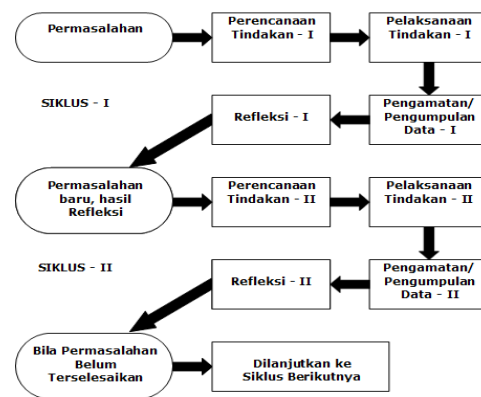 Permasalahan
Perencanaan
Tindakan - I
Pelaksanaan
Tindakan - I
SIKLUS - I
Refleksi - I
Pengamatan/
Pengumpulan
Data - I
Permasalahan
baru, hasil
Refleksi
Perencanaan
Tindakan - II
Pelaksanaan
Tindakan - II
SIKLUS - II
Refleksi - II
Pengamatan/
Pengumpulan
Data - II
Bila Permasalahan
Belum
Terselesaikan
Dilanjutkan ke
Siklus Berikutnya